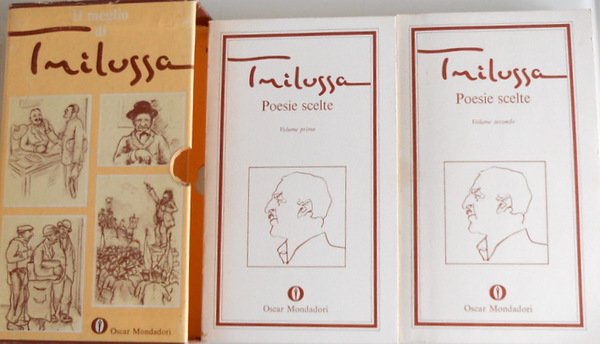 il meglio
di
Trilussa
Oscar Mondadori
Trilussa
Poesie scelte
Volume primo
Oscar Mondadori
Trilussa
Poesie scelte
Volume secondo
Oscar Mondadori